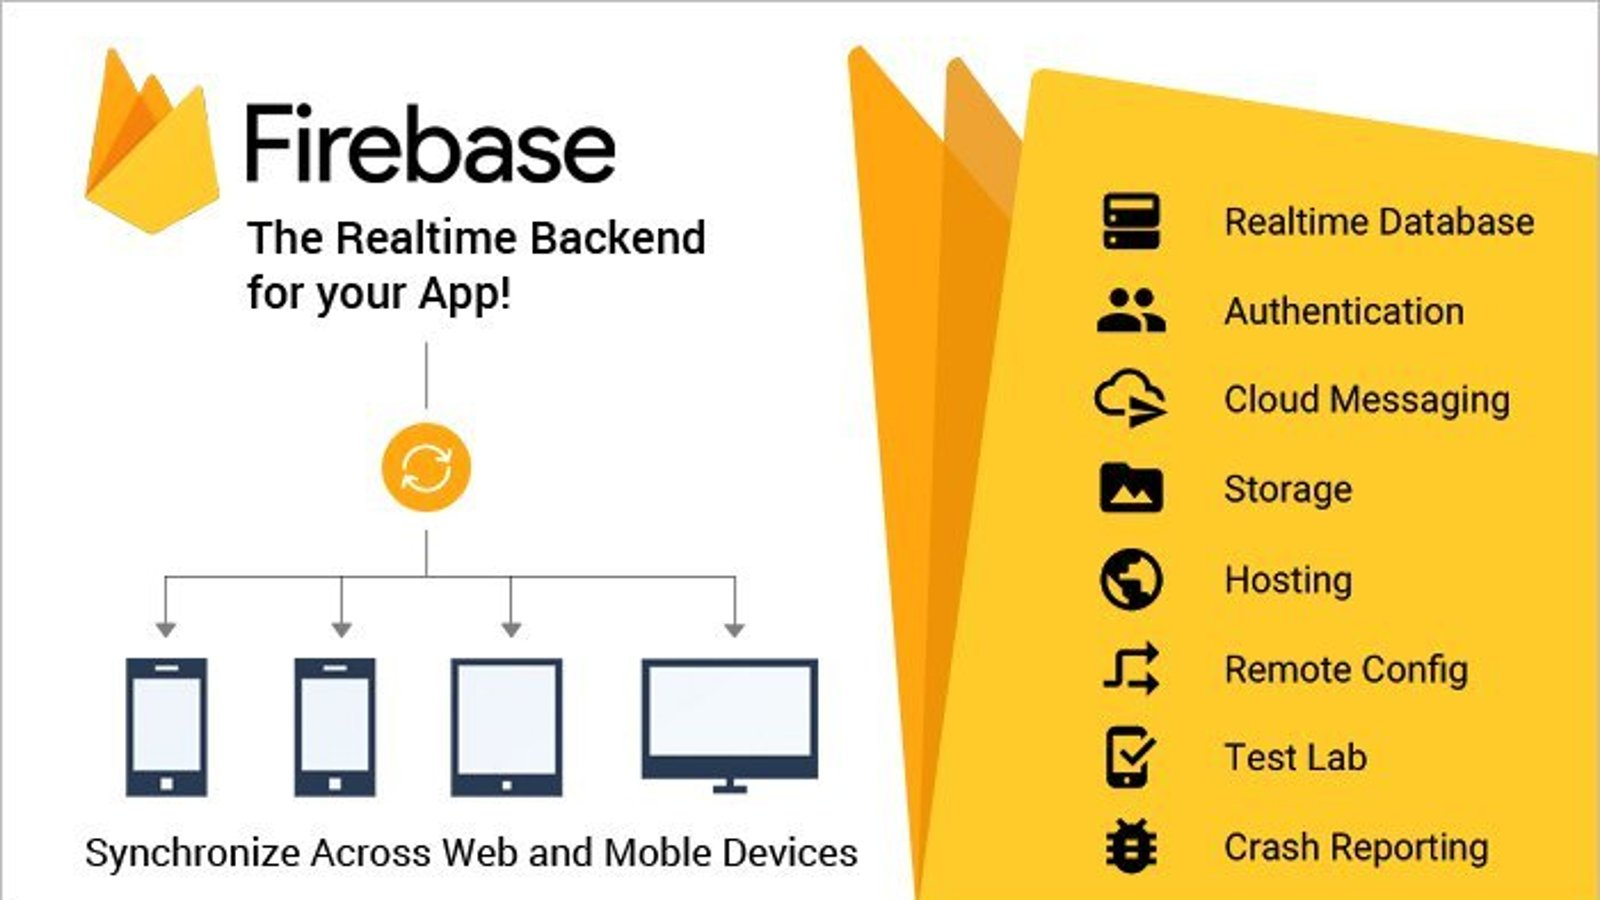 Firebase
The Realtime Backend
for your App!
Synchronize Across Web and Moble Devices
Realtime Database
Authentication
Cloud Messaging
Storage
Hosting
Remote Config
Test Lab
Crash Reporting